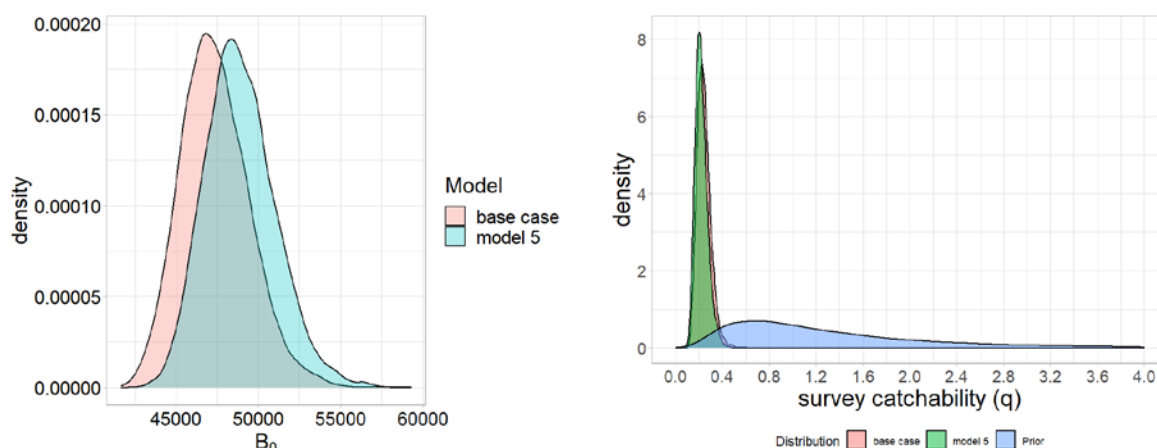 0.00020
0.00015
0.00010
0.00005
0.00000
density
45000 50000 55000 60000
B₀
Model
base case
model 5
8
6
4
2
0
density
0.0 0.4 0.8 1.2 1.6 2.0 2.4 2.8 3.2 3.6 4.0
survey catchability (q)
Distribution base case model 5 Prior